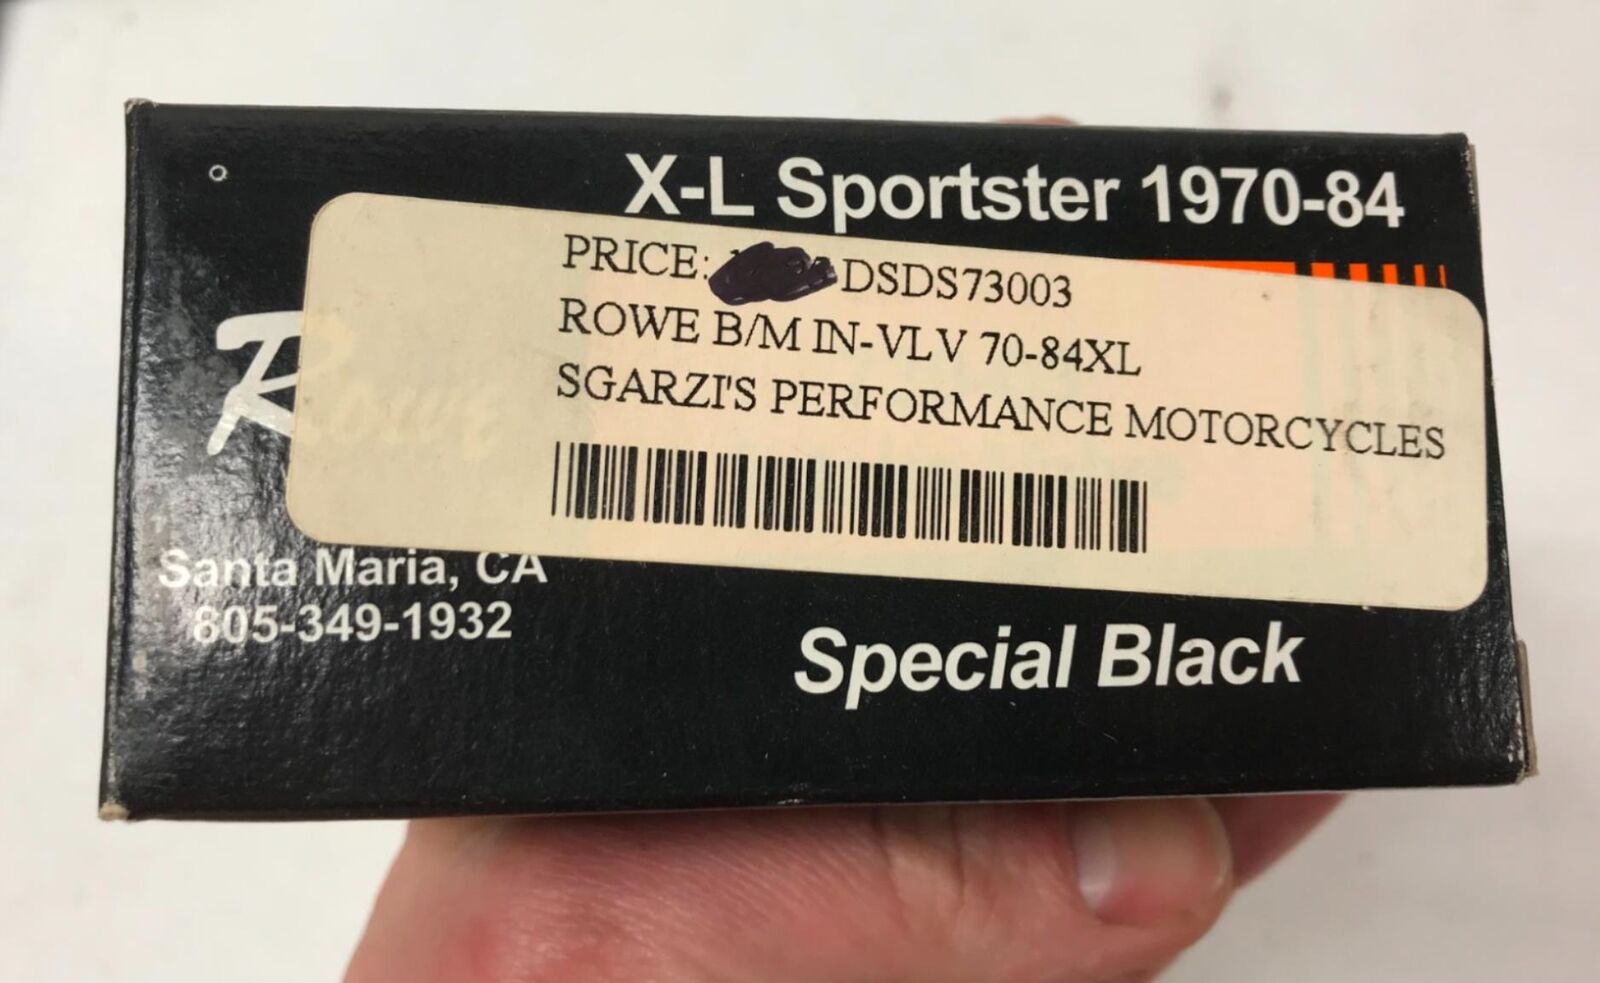 X-L Sportster 1970-84
PRICE: DSDS73003
ROWE B/M IN-VLV 70-84XL
SGARZI'S PERFORMANCE MOTORCYCLES
Rowe
Santa Maria, CA
805-349-1932
Special Black